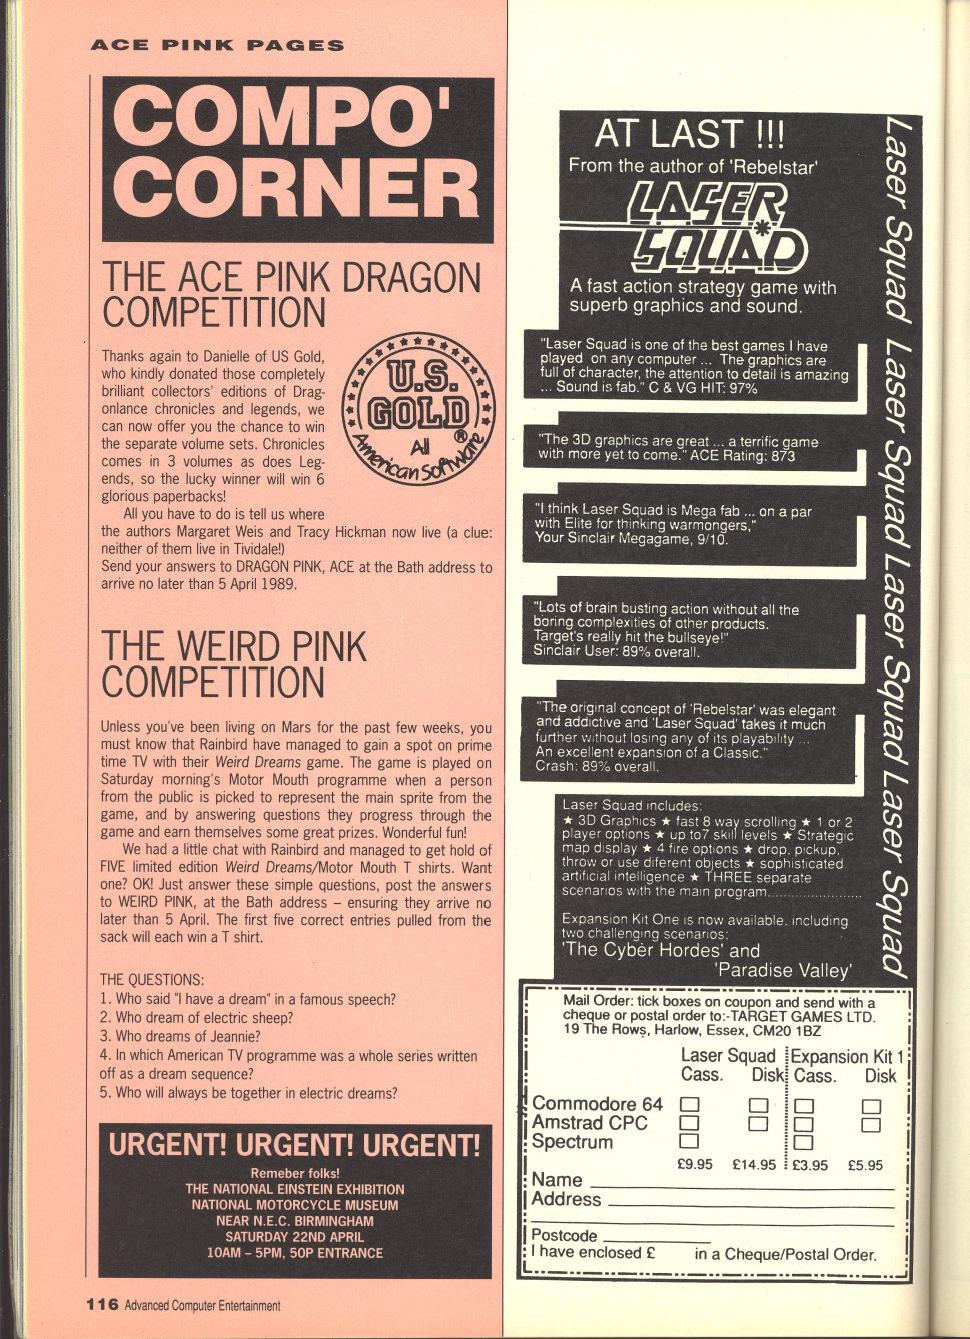 ACE PINK PAGES
COMPO'
CORNER
THE ACE PINK DRAGON
COMPETITION
Thanks again to Danielle of US Gold,
who kindly donated those completely
brilliant collectors' editions of Drag-
onlance chronicles and legends, we
can now offer you the chance to win
the separate volume sets. Chronicles
comes in 3 volumes as does Leg-
ends, so the lucky winner will win 6
glorious paperbacks!
All you have to do is tell us where
the authors Margaret Weis and Tracy Hickman now live (a clue:
neither of them live in Tividale!)
Send your answers to DRAGON PINK, ACE at the Bath address to
arrive no later than 5 April 1989.
U.S.
GOLD
®
All
American Software
THE WEIRD PINK
COMPETITION
Unless you've been living on Mars for the past few weeks, you
must know that Rainbird have managed to gain a spot on prime
time TV with their Weird Dreams game. The game is played on
Saturday morning's Motor Mouth programme when a person
from the public is picked to represent the main sprite from the
game, and by answering questions they progress through the
game and earn themselves some great prizes. Wonderful fun!
We had a little chat with Rainbird and managed to get hold of
FIVE limited edition Weird Dreams/Motor Mouth T shirts. Want
one? OK! Just answer these simple questions, post the answers
to WEIRD PINK, at the Bath address – ensuring they arrive no
later than 5 April. The first five correct entries pulled from the
sack will each win a T shirt.
THE QUESTIONS:
1. Who said "I have a dream" in a famous speech?
2. Who dream of electric sheep?
3. Who dreams of Jeannie?
4. In which American TV programme was a whole series written
off as a dream sequence?
5. Who will always be together in electric dreams?
URGENT! URGENT! URGENT!
Remeber folks!
THE NATIONAL EINSTEIN EXHIBITION
NATIONAL MOTORCYCLE MUSEUM
NEAR N.E.C. BIRMINGHAM
SATURDAY 22ND APRIL
10AM – 5PM, 50P ENTRANCE
116 Advanced Computer Entertainment
AT LAST !!!
From the author of 'Rebelstar'
LASER
SQUAD
A fast action strategy game with
superb graphics and sound.
"Laser Squad is one of the best games I have
played on any computer ... The graphics are
full of character, the attention to detail is amazing
... Sound is fab." C & VG HIT: 97%
"The 3D graphics are great ... a terrific game
with more yet to come." ACE Rating: 873
"I think Laser Squad is Mega fab ... on a par
with Elite for thinking warmongers,"
Your Sinclair Megagame, 9/10.
"Lots of brain busting action without all the
boring complexities of other products.
Target's really hit the bullseye!"
Sinclair User: 89% overall.
"The original concept of 'Rebelstar' was elegant
and addictive and 'Laser Squad' takes it much
further without losing any of its playability ...
An excellent expansion of a Classic."
Crash: 89% overall.
Laser Squad includes:
★ 3D Graphics ★ fast 8 way scrolling ★ 1 or 2
player options ★ up to7 skill levels ★ Strategic
map display ★ 4 fire options ★ drop, pickup,
throw or use diferent objects ★ sophisticated
artificial intelligence ★ THREE separate
scenarios with the main program......................
Expansion Kit One is now available, including
two challenging scenarios:
'The Cyber Hordes' and
'Paradise Valley'
Laser Squad Laser Squad Laser Squad Laser Squad
Mail Order: tick boxes on coupon and send with a
cheque or postal order to:-TARGET GAMES LTD.
19 The Rows, Harlow, Essex, CM20 1BZ
Laser Squad Expansion Kit 1
Cass. Disk Cass. Disk
Commodore 64
Amstrad CPC
Spectrum
£9.95 £14.95 £3.95 £5.95
Name
Address
Postcode
I have enclosed £ in a Cheque/Postal Order.